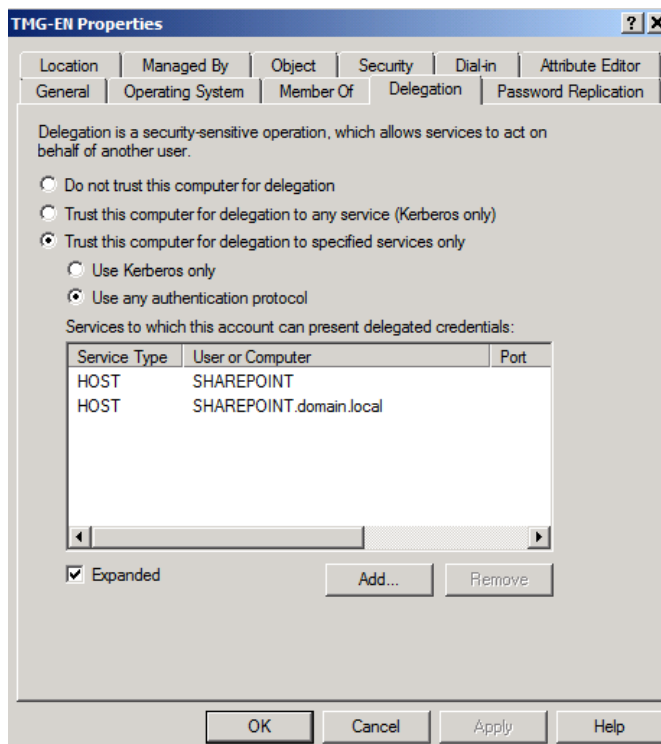 TMG-EN Properties
Location Managed By Object Security Dial-in Attribute Editor
General Operating System Member Of Delegation Password Replication
Delegation is a security-sensitive operation, which allows services to act on
behalf of another user.
Do not trust this computer for delegation
Trust this computer for delegation to any service (Kerberos only)
Trust this computer for delegation to specified services only
Use Kerberos only
Use any authentication protocol
Services to which this account can present delegated credentials:
Service Type User or Computer Port
HOST SHAREPOINT
HOST SHAREPOINT.domain.local
Expanded Add... Remove
OK Cancel Apply Help